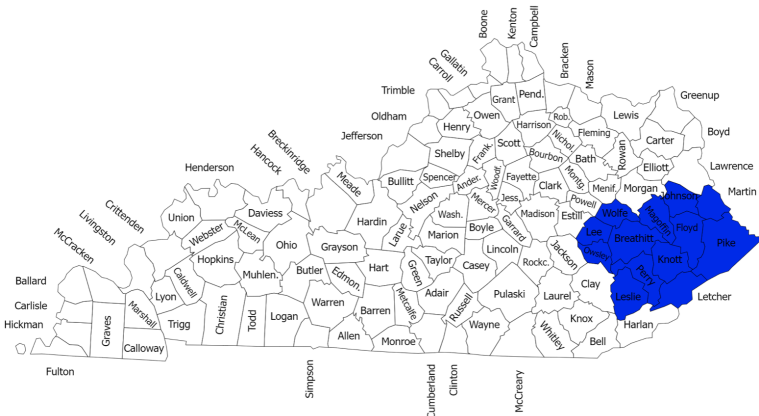 Boone
Kenton
Campbell
Gallatin
Carroll
Bracken
Mason
Trimble
Grant
Pend.
Greenup
Oldham
Owen
Rob.
Lewis
Henry
Harrison
Fleming
Boyd
Jefferson
Scott
Nichol.
Carter
Shelby
Frank.
Bourbon
Bath
Rowan
Elliott
Lawrence
Breckinridge
Hancock
Henderson
Meade
Bullitt
Spencer
Ander.
Woodf.
Fayette
Clark
Montg.
Menif.
Morgan
Johnson
Martin
Crittenden
Livingston
McCracken
Union
Daviess
Nelson
Wash.
Mercer
Jess.
Madison
Estill
Powell
Wolfe
Magoffin
Floyd
Webster
McLean
Hardin
Larue
Marion
Boyle
Garrard
Lee
Breathitt
Pike
Ohio
Grayson
Lincoln
Jackson
Owsley
Knott
Hopkins
Muhlen.
Butler
Edmon.
Hart
Green
Taylor
Casey
Rockc.
Perry
Ballard
Caldwell
Clay
Carlisle
Lyon
Christian
Warren
Metcalfe
Adair
Russell
Pulaski
Laurel
Leslie
Letcher
Hickman
Graves
Marshall
Trigg
Todd
Logan
Barren
Wayne
Whitley
Knox
Harlan
Fulton
Calloway
Allen
Monroe
Bell
Simpson
Cumberland
Clinton
McCreary